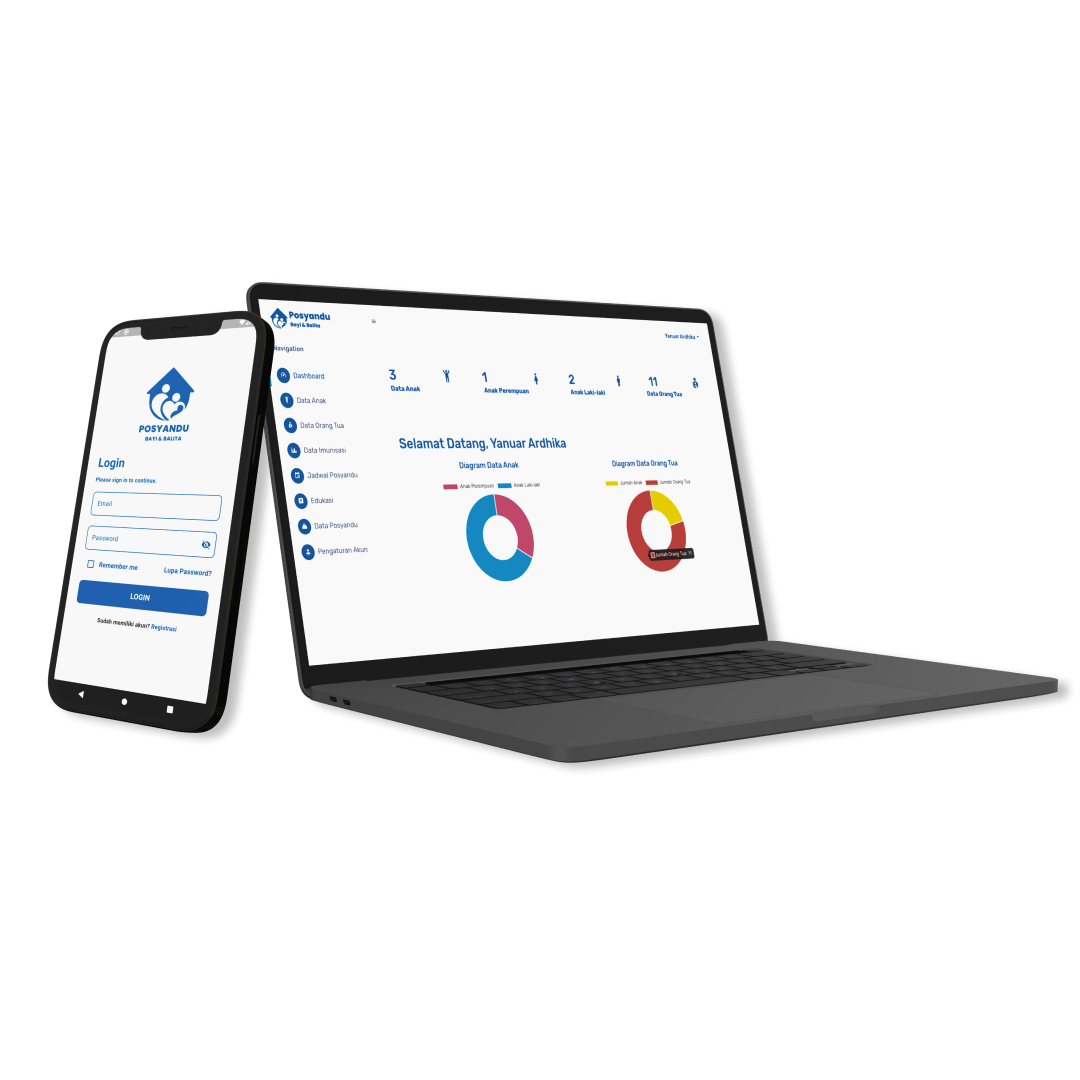 POSYANDU
BAYI & BALITA
Login
Please sign in to continue.
Email
Password
Remember me
Lupa Password?
LOGIN
Sudah memiliki akun? Registrasi
Posyandu
Bayi & Balita
Yanuar Ardhika
Navigation
Dashboard
Data Anak
Data Orang Tua
Data Imunisasi
Jadwal Posyandu
Edukasi
Data Posyandu
Pengaturan Akun
3
Data Anak
1
Anak Perempuan
2
Anak Laki-laki
11
Data Orang Tua
Selamat Datang, Yanuar Ardhika
Diagram Data Anak
Anak Perempuan
Anak Laki-laki
Diagram Data Orang Tua
Jumlah Anak
Jumlah Orang Tua
Jumlah Orang Tua: 11